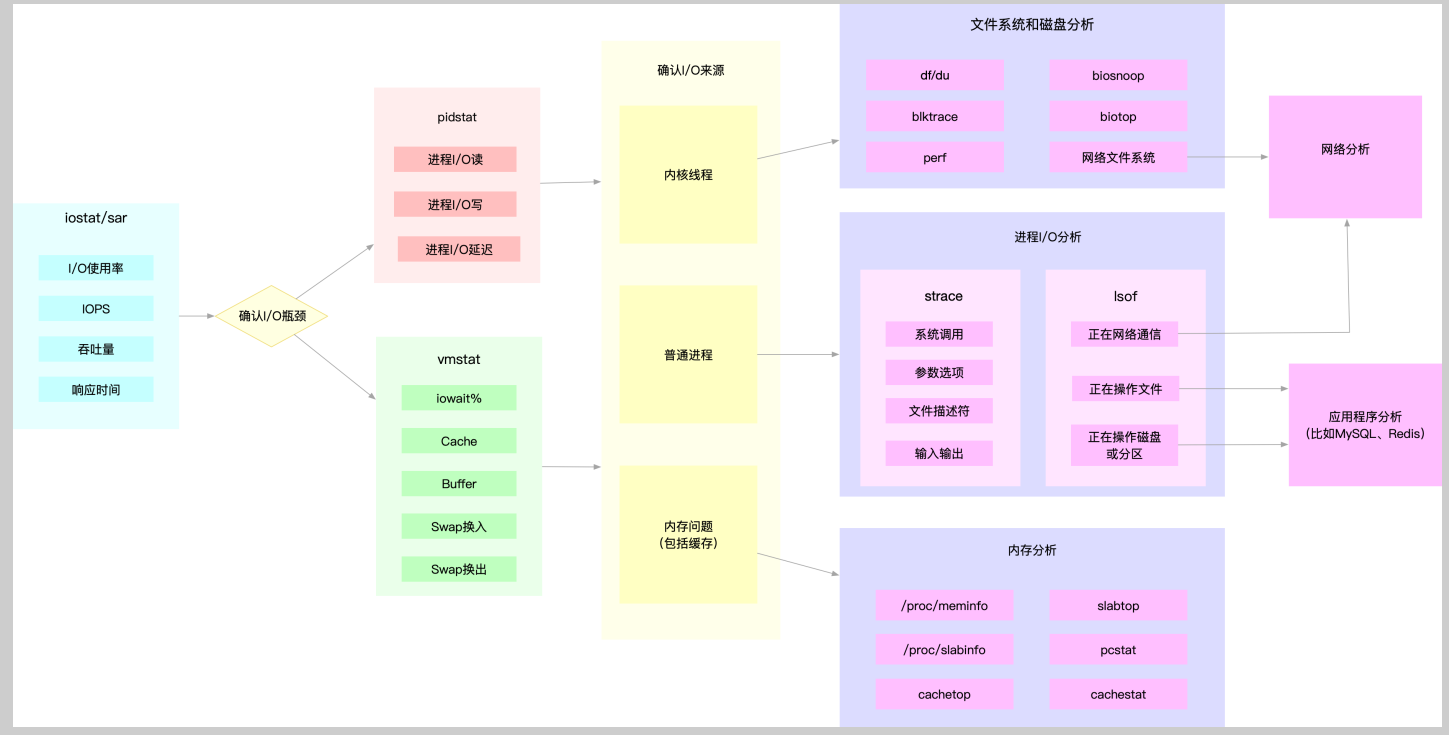 iostat/sar
I/O使用率
IOPS
吞吐量
响应时间
确认I/O瓶颈
pidstat
进程I/O读
进程I/O写
进程I/O延迟
vmstat
iowait%
Cache
Buffer
Swap换入
Swap换出
确认I/O来源
内核线程
普通进程
内存问题
（包括缓存）
文件系统和磁盘分析
df/du
biosnoop
blktrace
biotop
perf
网络文件系统
进程I/O分析
strace
系统调用
参数选项
文件描述符
输入输出
lsof
正在网络通信
正在操作文件
正在操作磁盘
或分区
内存分析
/proc/meminfo
slabtop
/proc/slabinfo
pcstat
cachetop
cachestat
网络分析
应用程序分析
（比如MySQL、Redis）